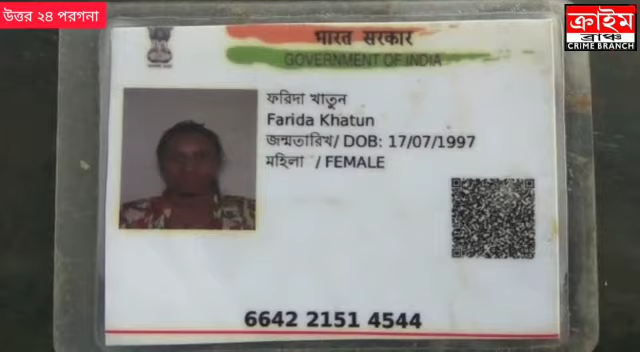 উত্তর ২৪ পরগনা
ক্রাইম
ব্রাঞ্চ
CRIME BRANCH
भारत सरकार
GOVERNMENT OF INDIA
ফরিদা খাতুন
Farida Khatun
জন্মতারিখ/ DOB: 17/07/1997
মহিলা / FEMALE
6642 2151 4544